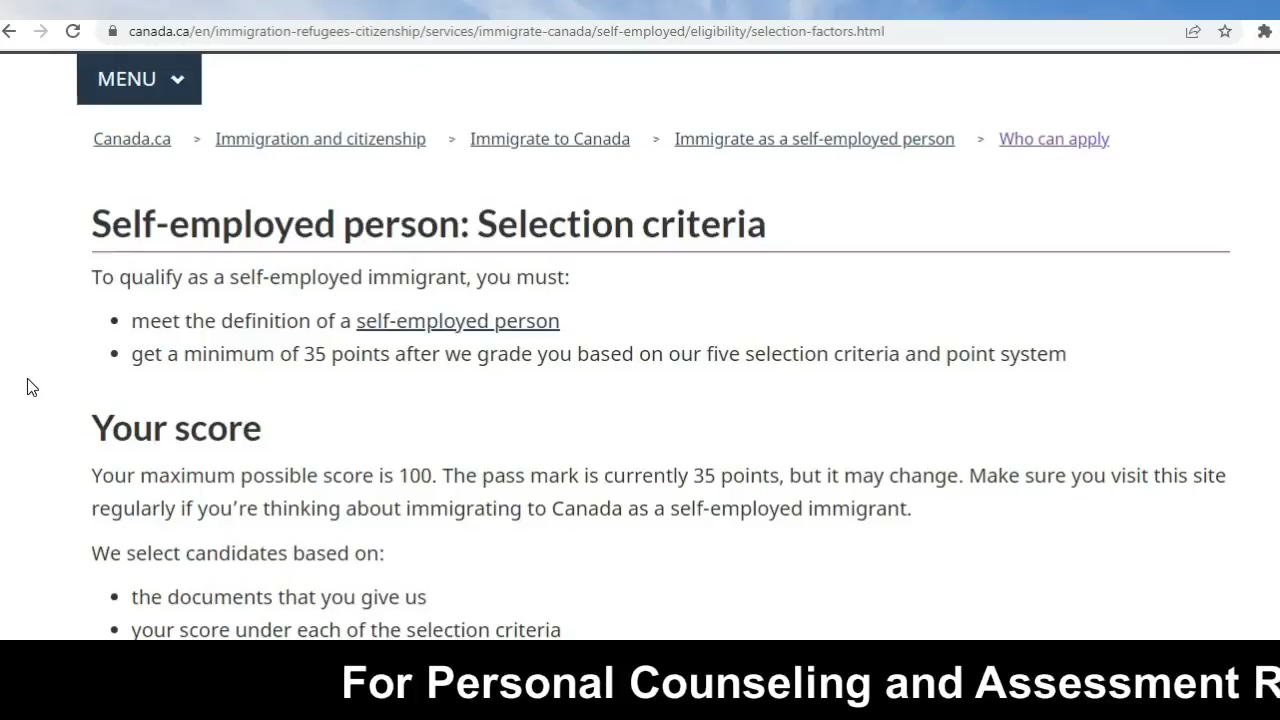 canada.ca/en/immigration-refugees-citizenship/services/immigrate-canada/self-employed/eligibility/selection-factors.html
MENU
Canada.ca > Immigration and citizenship > Immigrate to Canada > Immigrate as a self-employed person > Who can apply
Self-employed person: Selection criteria
To qualify as a self-employed immigrant, you must:
• meet the definition of a self-employed person
• get a minimum of 35 points after we grade you based on our five selection criteria and point system
Your score
Your maximum possible score is 100. The pass mark is currently 35 points, but it may change. Make sure you visit this site
regularly if you’re thinking about immigrating to Canada as a self-employed immigrant.
We select candidates based on:
• the documents that you give us
• your score under each of the selection criteria
For Personal Counseling and Assessment R